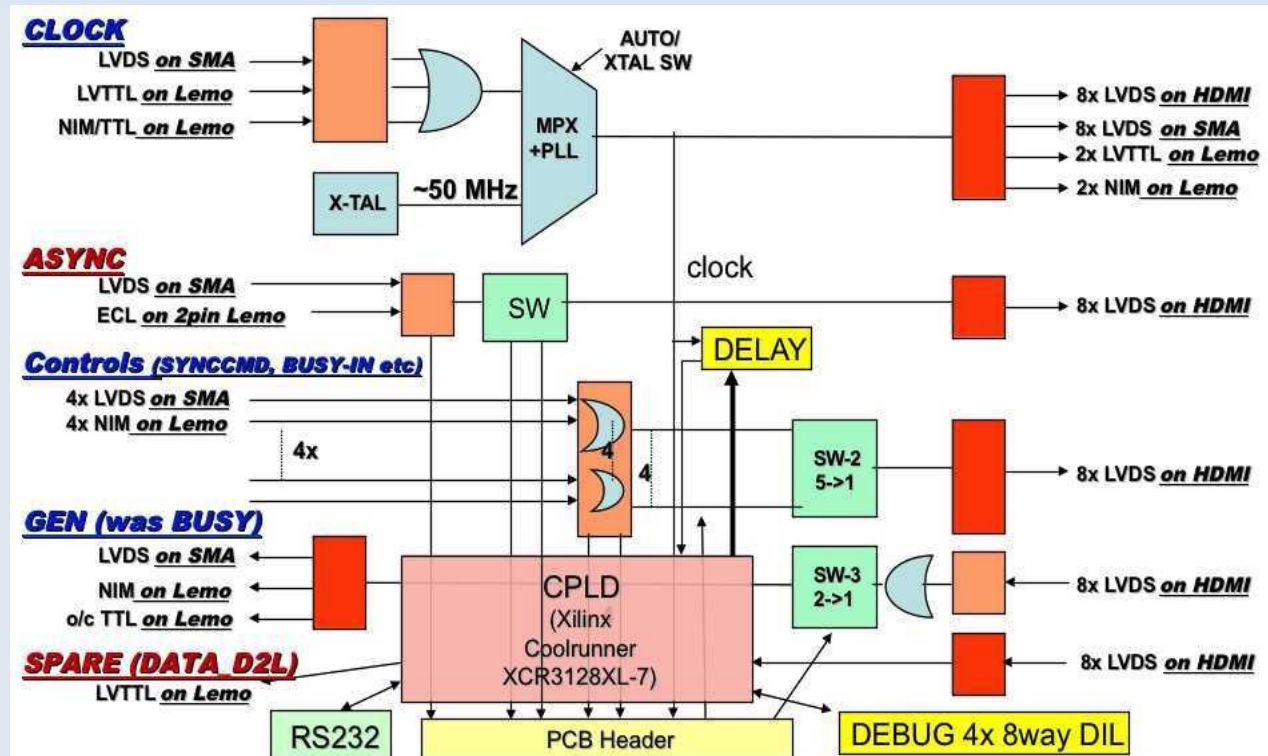 CLOCK
LVDS on SMA
LVTTL on Lemo
NIM/TTL on Lemo
AUTO/
XTAL SW
MPX
+PLL
X-TAL
~50 MHz
8x LVDS on HDMI
8x LVDS on SMA
2x LVTTL on Lemo
2x NIM on Lemo
ASYNC
LVDS on SMA
ECL on 2pin Lemo
SW
clock
8x LVDS on HDMI
Controls (SYNCCMD, BUSY-IN etc)
DELAY
4x LVDS on SMA
4x NIM on Lemo
4x
4
4
SW-2
5->1
8x LVDS on HDMI
GEN (was BUSY)
LVDS on SMA
NIM on Lemo
o/c TTL on Lemo
CPLD
(Xilinx
Coolrunner
XCR3128XL-7)
SW-3
2->1
8x LVDS on HDMI
8x LVDS on HDMI
SPARE (DATA_D2L)
LVTTL on Lemo
RS232
PCB Header
DEBUG 4x 8way DIL